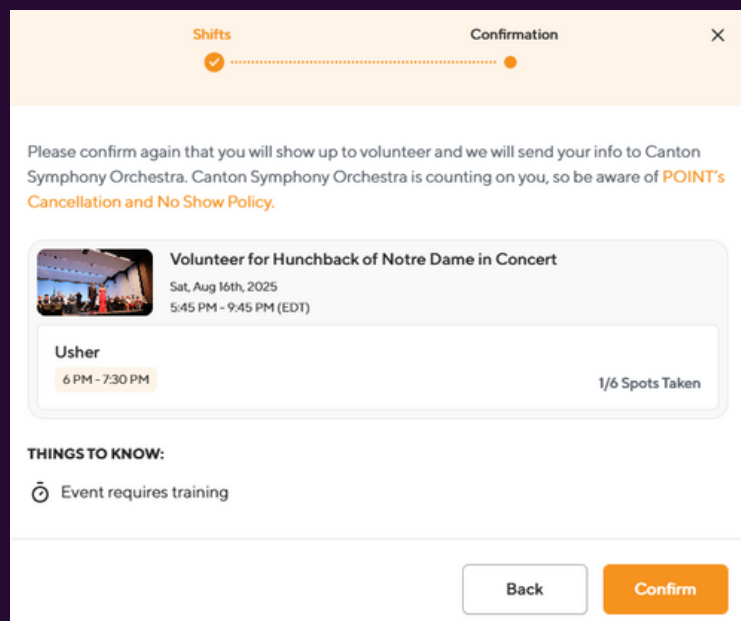 Shifts
Confirmation
Please confirm again that you will show up to volunteer and we will send your info to Canton
Symphony Orchestra. Canton Symphony Orchestra is counting on you, so be aware of POINT's
Cancellation and No Show Policy.
Volunteer for Hunchback of Notre Dame in Concert
Sat, Aug 16th, 2025
5:45 PM - 9:45 PM (EDT)
Usher
6 PM - 7:30 PM
1/6 Spots Taken
THINGS TO KNOW:
Event requires training
Back
Confirm